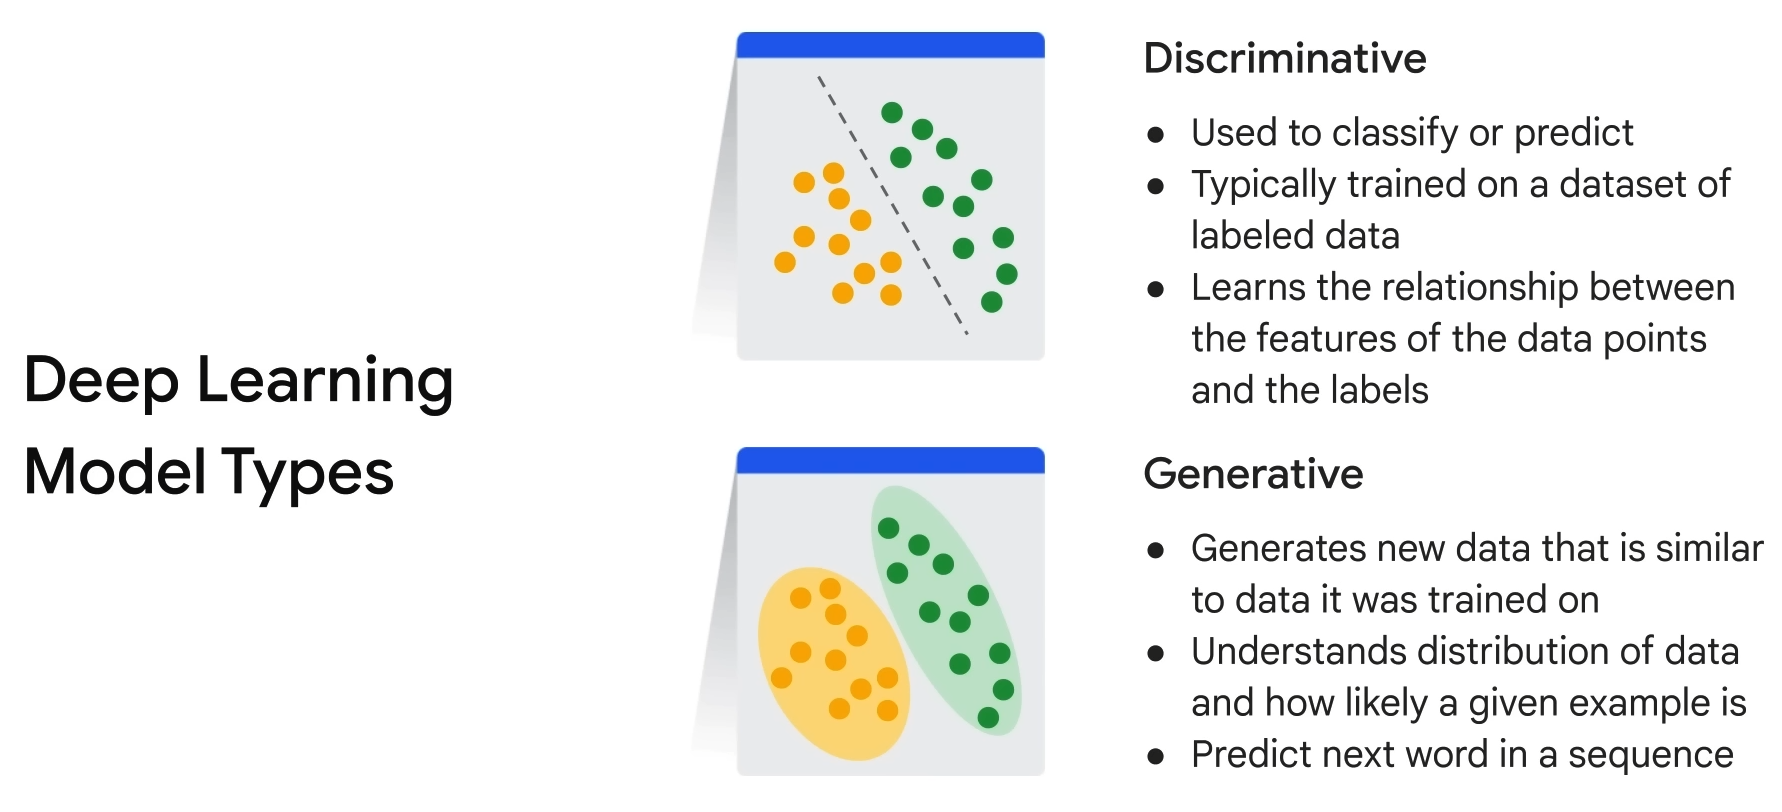 Deep Learning
Model Types
Discriminative
● Used to classify or predict
● Typically trained on a dataset of
labeled data
● Learns the relationship between
the features of the data points
and the labels
Generative
● Generates new data that is similar
to data it was trained on
● Understands distribution of data
and how likely a given example is
● Predict next word in a sequence